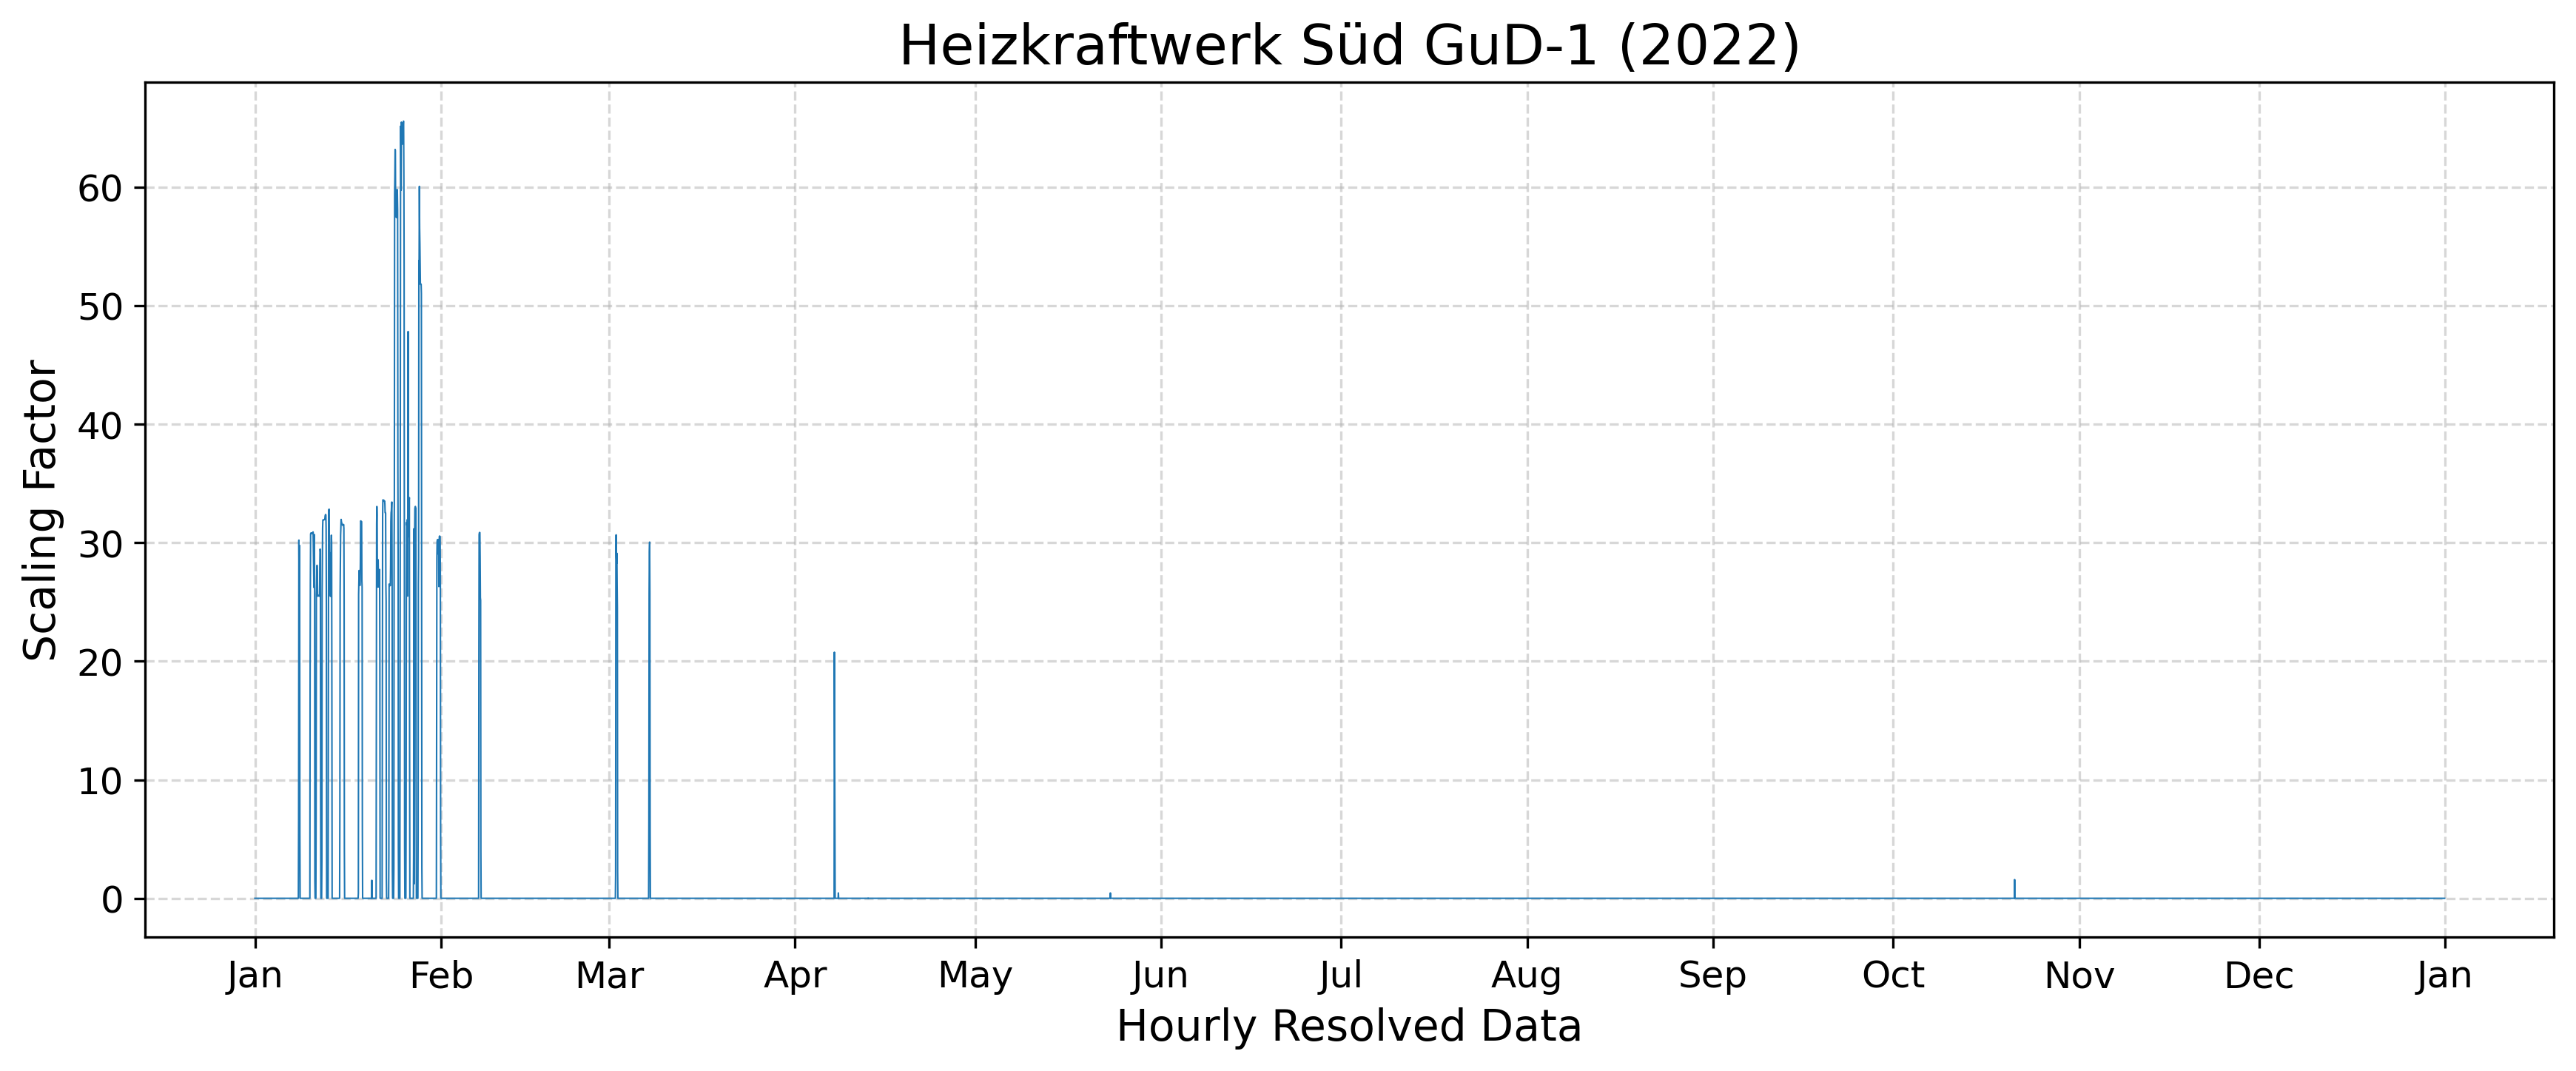 Heizkraftwerk Süd GuD-1 (2022)
Scaling Factor
60
50
40
30
20
10
0
Jan Feb Mar Apr May Jun Jul Aug Sep Oct Nov Dec Jan
Hourly Resolved Data